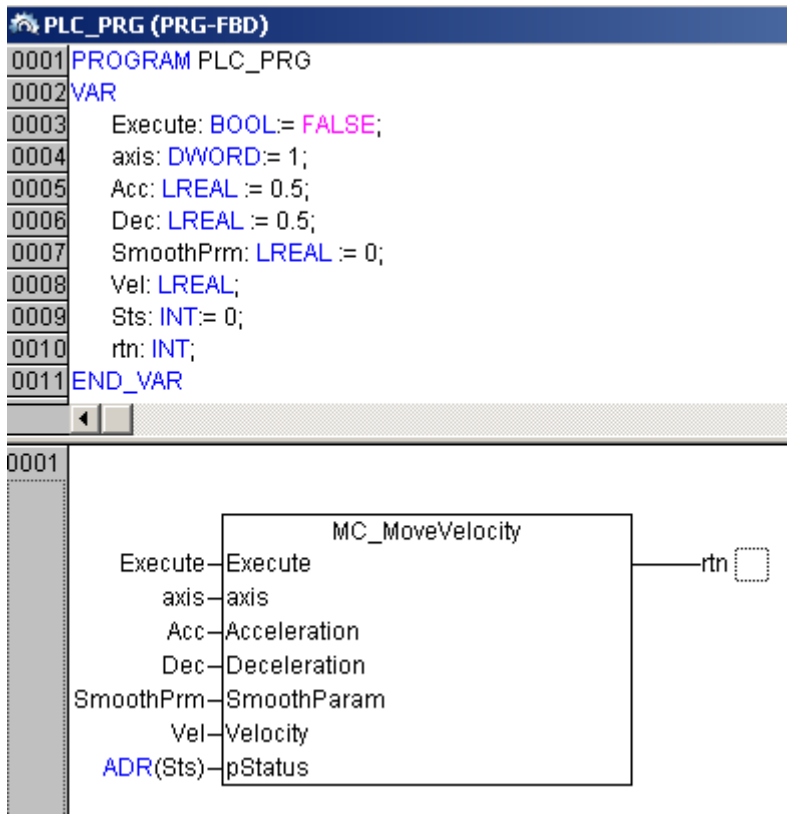 PLC_PRG (PRG-FBD)
0001 PROGRAM PLC_PRG
0002 VAR
0003 Execute: BOOL:= FALSE;
0004 axis: DWORD:= 1;
0005 Acc: LREAL := 0.5;
0006 Dec: LREAL := 0.5;
0007 SmoothPrm: LREAL := 0;
0008 Vel: LREAL;
0009 Sts: INT:= 0;
0010 rtn: INT;
0011 END_VAR
0001
MC_MoveVelocity
Execute Execute rtn
axis axis
Acc Acceleration
Dec Deceleration
SmoothPrm SmoothParam
Vel Velocity
ADR(Sts) pStatus